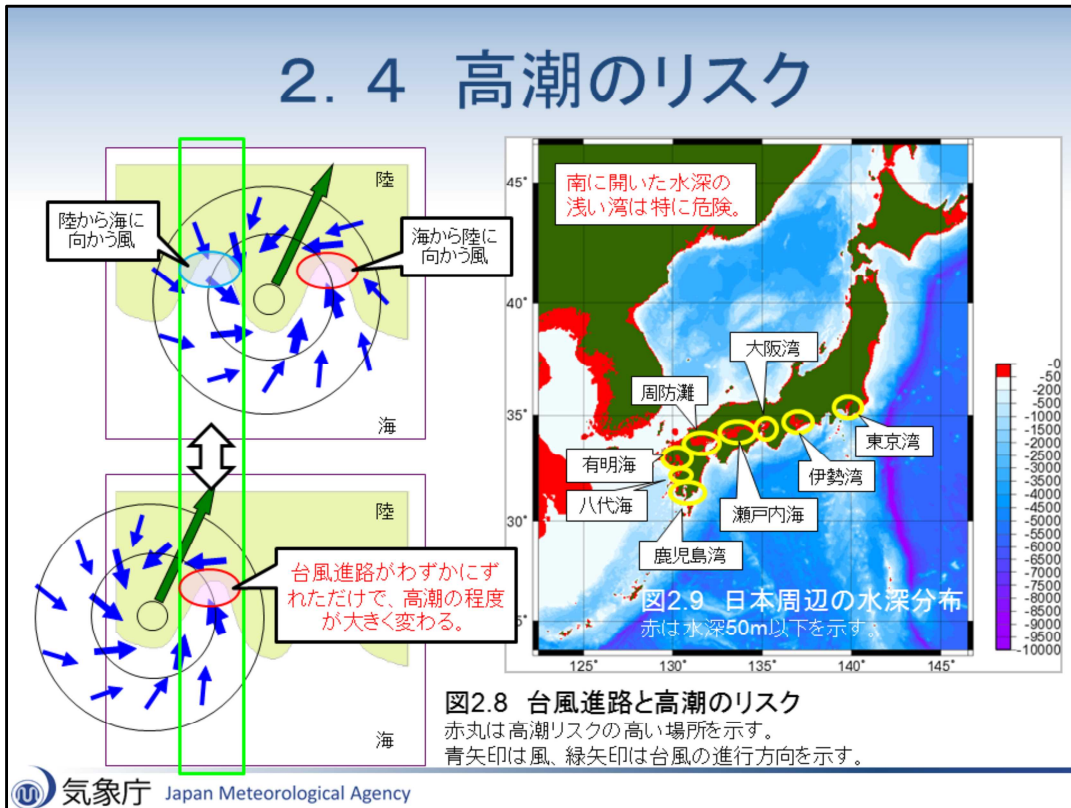 ２．４ 高潮のリスク
陸
陸から海に
向かう風
海から陸に
向かう風
海
陸
台風進路がわずかにず
れただけで、高潮の程度
が大きく変わる。
海
南に開いた水深の
浅い湾は特に危険。
45°
40°
35°
30°
25°
125°
130°
135°
140°
145°
大阪湾
周防灘
有明海
八代海
鹿児島湾
瀬戸内海
伊勢湾
東京湾
-0
-50
-200
-500
-1000
-2000
-2500
-3000
-3500
-4000
-4500
-5000
-5500
-6000
-6500
-7000
-7500
-8000
-9000
-9500
-10000
図2.9 日本周辺の水深分布
赤は水深50m以下を示す。
図2.8 台風進路と高潮のリスク
赤丸は高潮リスクの高い場所を示す。
青矢印は風、緑矢印は台風の進行方向を示す。
気象庁 Japan Meteorological Agency